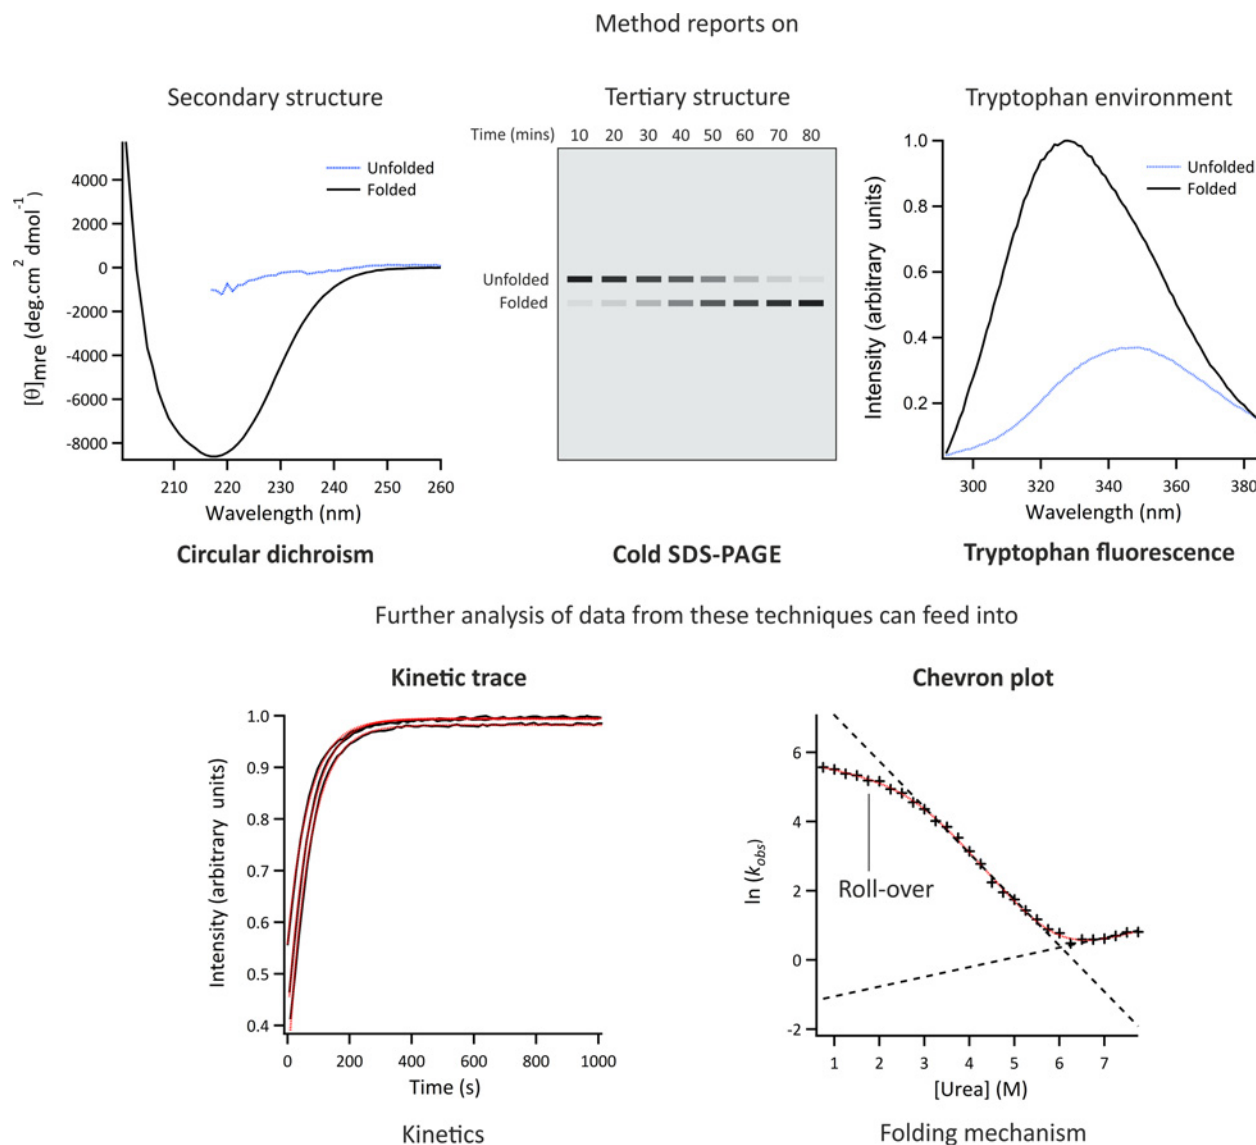 Method reports on
Secondary structure
4000
2000
0
-2000
-4000
-6000
-8000
[θ]mre (deg.cm2 dmol-1)
Unfolded
Folded
210 220 230 240 250 260
Wavelength (nm)
Circular dichroism
Tertiary structure
Time (mins) 10 20 30 40 50 60 70 80
Unfolded
Folded
Cold SDS-PAGE
Tryptophan environment
1.0
0.8
0.6
0.4
0.2
Intensity (arbitrary units)
Unfolded
Folded
300 320 340 360 380
Wavelength (nm)
Tryptophan fluorescence
Further analysis of data from these techniques can feed into
Kinetic trace
1.0
0.9
0.8
0.7
0.6
0.5
0.4
Intensity (arbitrary units)
0 200 400 600 800 1000
Time (s)
Kinetics
Chevron plot
6
4
2
0
-2
ln (kobs)
Roll-over
1 2 3 4 5 6 7
[Urea] (M)
Folding mechanism